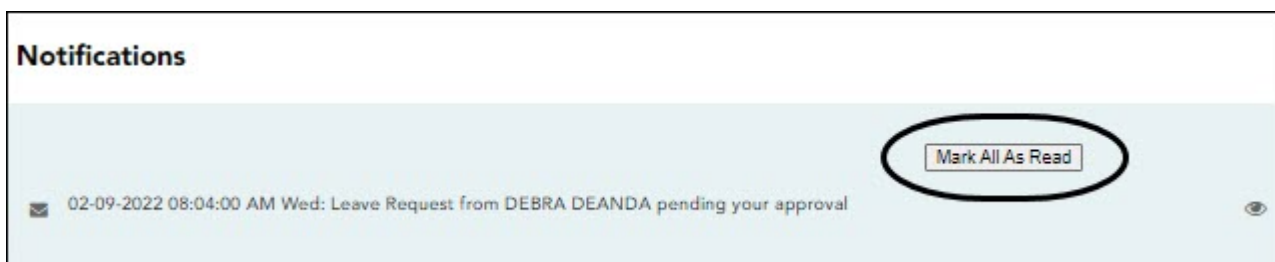 Notifications
Mark All As Read
02-09-2022 08:04:00 AM Wed: Leave Request from DEBRA DEANDA pending your approval